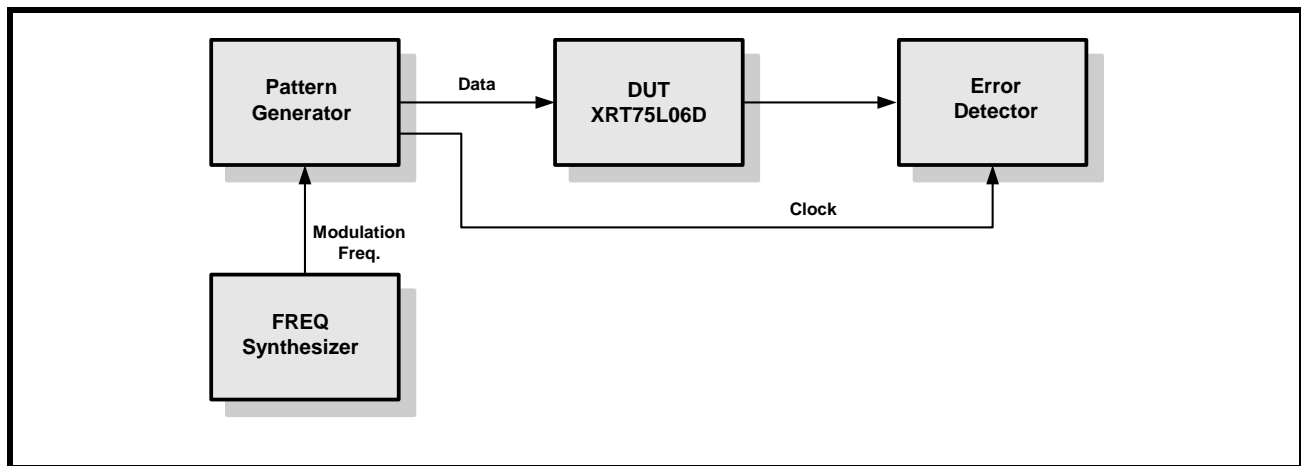 Pattern
Generator
Data
DUT
XRT75L06D
Error
Detector
Clock
Modulation
Freq.
FREQ
Synthesizer